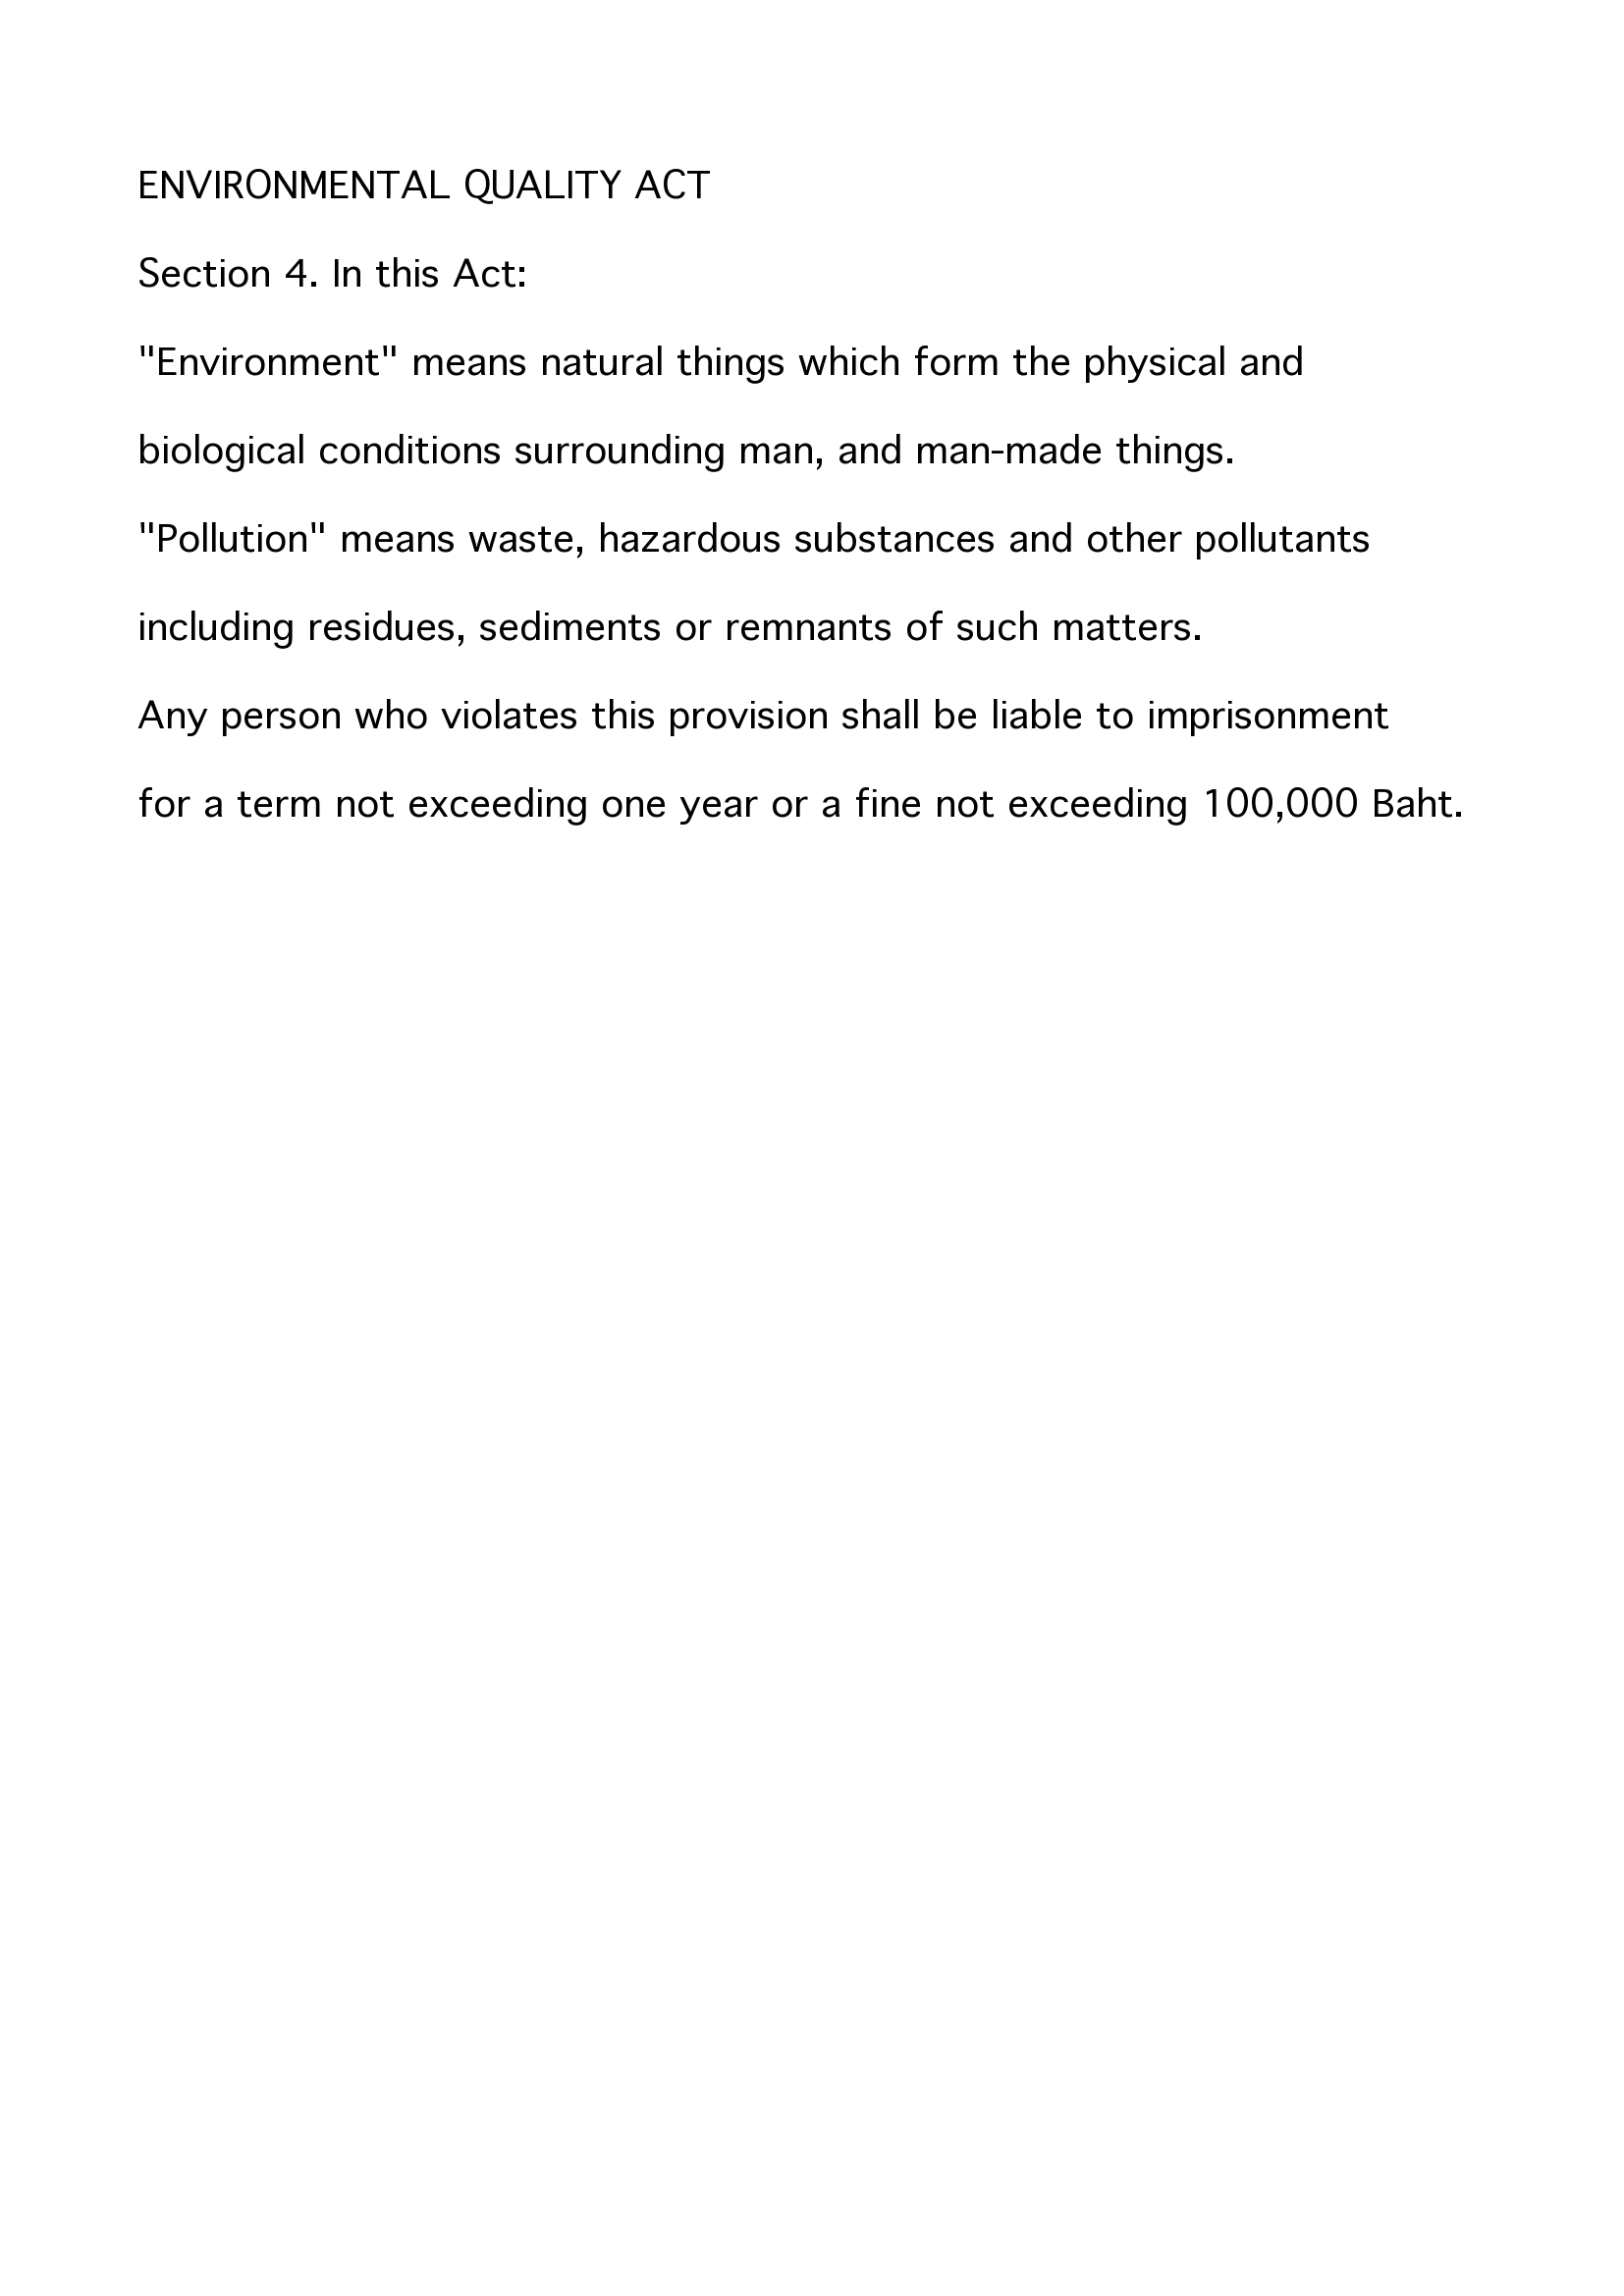 ENVIRONMENTAL QUALITY ACT
Section 4. In this Act:
"Environment" means natural things which form the physical and
biological conditions surrounding man, and man-made things.
"Pollution" means waste, hazardous substances and other pollutants
including residues, sediments or remnants of such matters.
Any person who violates this provision shall be liable to imprisonment
for a term not exceeding one year or a fine not exceeding 100,000 Baht.